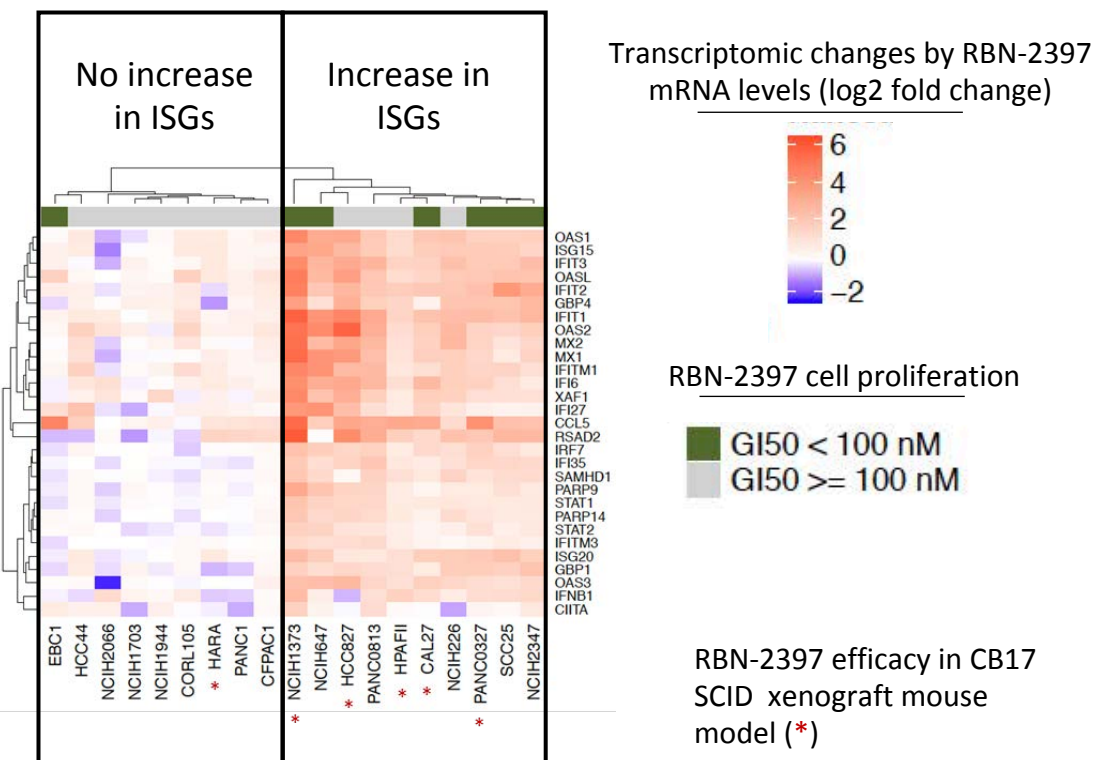 No increase
in ISGs
Increase in
ISGs
Transcriptomic changes by RBN-2397
mRNA levels (log2 fold change)
6
4
2
0
−2
OAS1
ISG15
IFIT3
OASL
IFIT2
GBP4
IFIT1
OAS2
MX2
MX1
IFITM1
IFI6
XAF1
IFI27
CCL5
RSAD2
IRF7
IFI35
SAMHD1
PARP9
STAT1
PARP14
STAT2
IFITM3
ISG20
GBP1
OAS3
IFNB1
CIITA
RBN-2397 cell proliferation
GI50 < 100 nM
GI50 >= 100 nM
EBC1
HCC44
NCIH2066
NCIH1703
NCIH1944
CORL105
HARA *
PANC1
CFPAC1
NCIH1373 *
NCIH647
HCC827 *
PANC0813
HPAFII *
CAL27 *
NCIH226
PANC0327 *
SCC25
NCIH2347
RBN-2397 efficacy in CB17
SCID xenograft mouse
model (*)